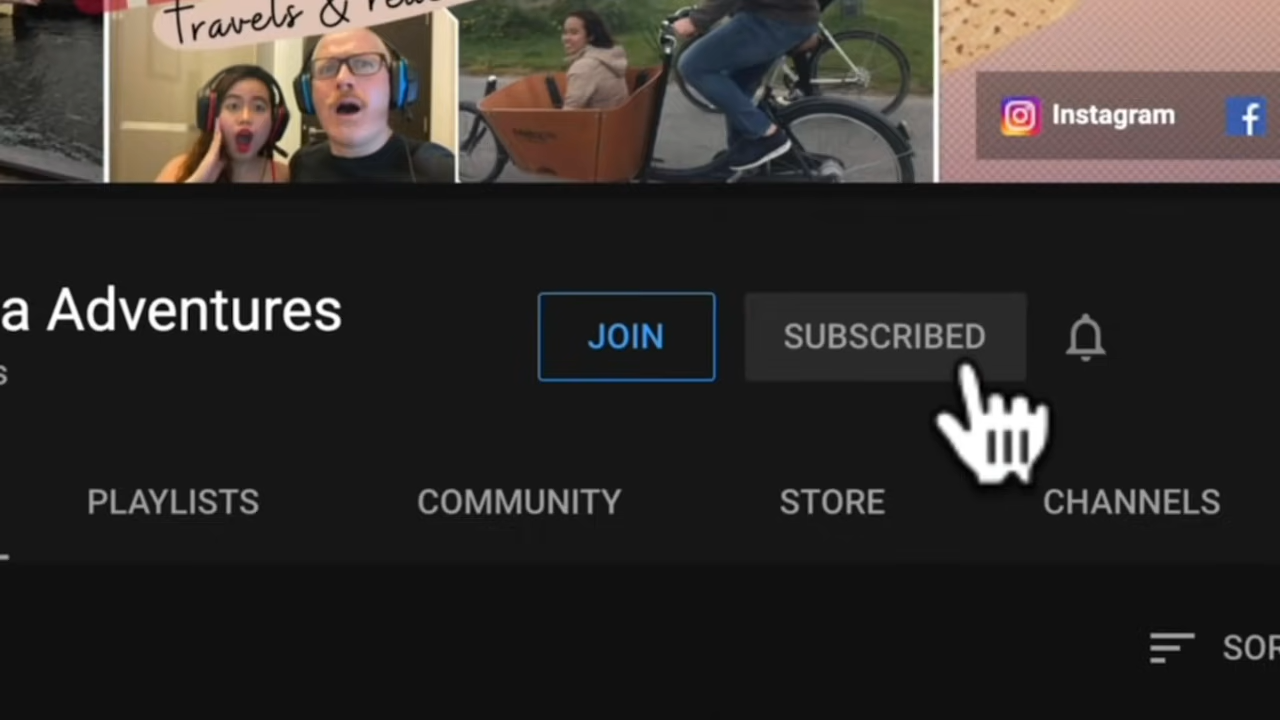 Travels &
Instagram
a Adventures
JOIN
SUBSCRIBED
s
PLAYLISTS
COMMUNITY
STORE
CHANNELS
SOR